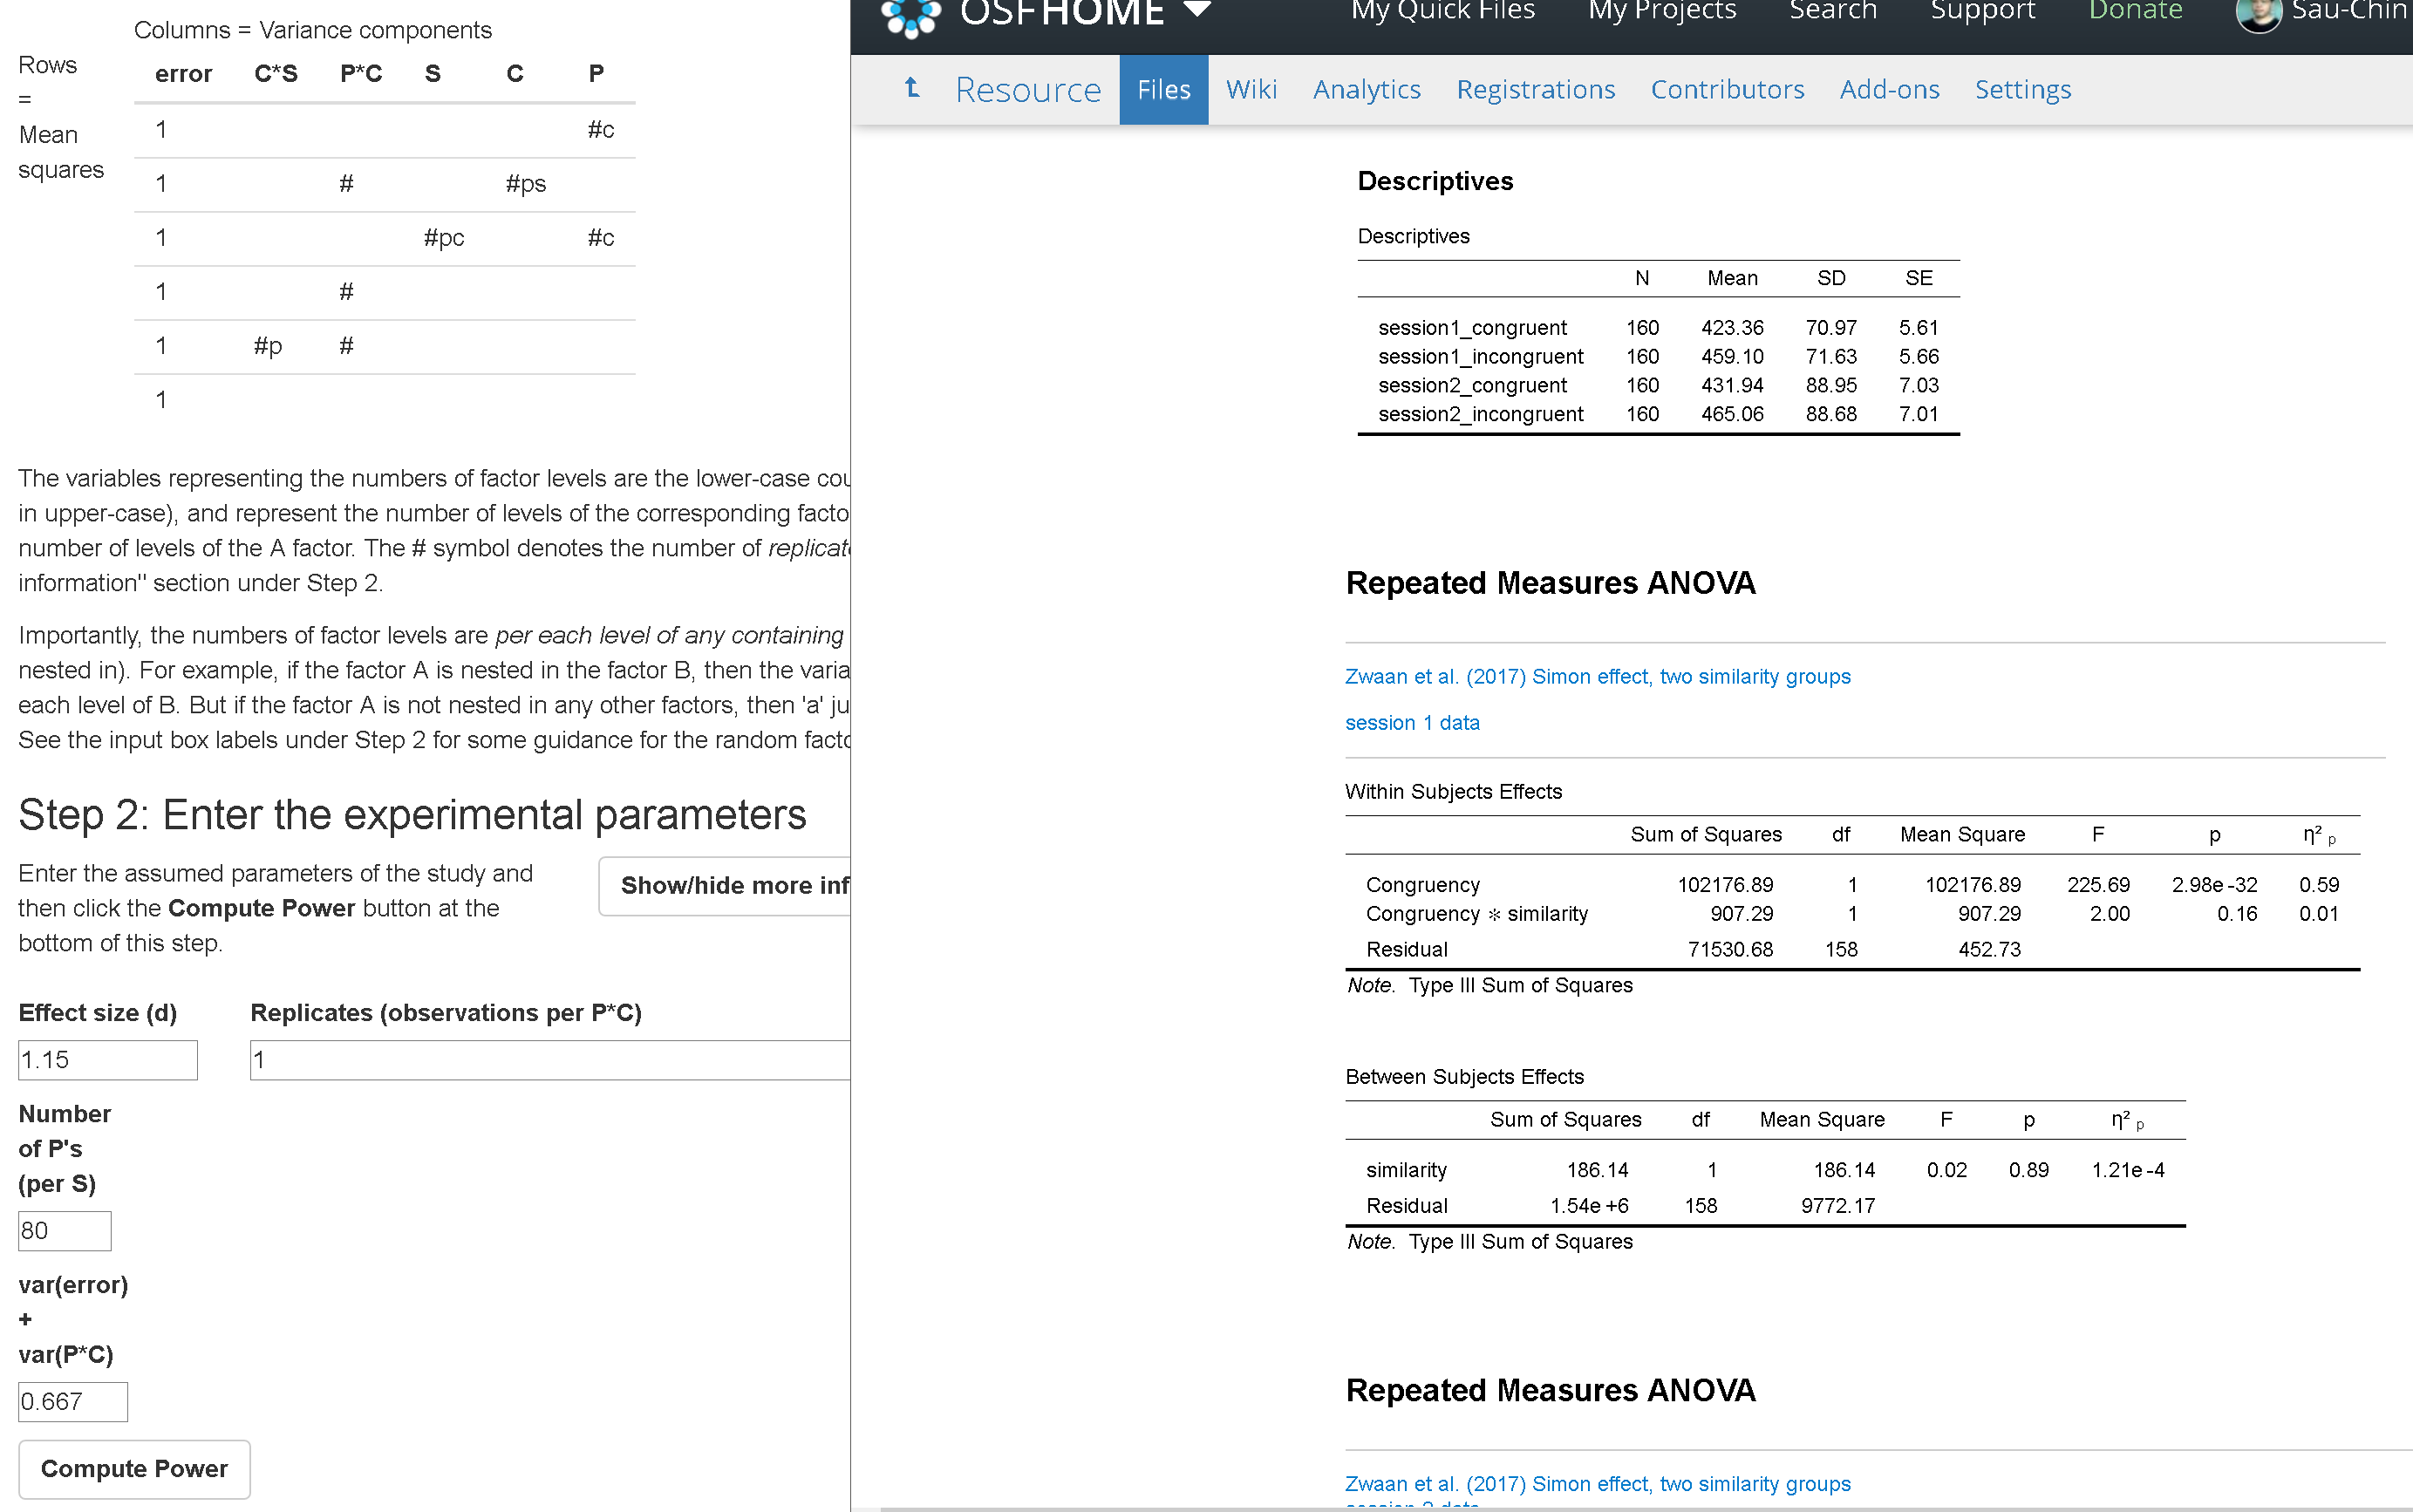 Columns = Variance components
Rows
=
Mean
squares
error C*S P*C S C P
1 #c
1 # #ps
1 #pc #c
1 #
1 #p #
1
The variables representing the numbers of factor levels are the lower-case cou
in upper-case), and represent the number of levels of the corresponding facto
number of levels of the A factor. The # symbol denotes the number of replicat
information" section under Step 2.
Importantly, the numbers of factor levels are per each level of any containing
nested in). For example, if the factor A is nested in the factor B, then the varia
each level of B. But if the factor A is not nested in any other factors, then 'a' ju
See the input box labels under Step 2 for some guidance for the random facto
Step 2: Enter the experimental parameters
Enter the assumed parameters of the study and
then click the Compute Power button at the
bottom of this step.
Show/hide more inf
Effect size (d)
1.15
Replicates (observations per P*C)
1
Number
of P's
(per S)
80
var(error)
+
var(P*C)
0.667
Compute Power
OSFHOME My Quick Files My Projects Search Support Donate Sau-Chin
Resource Files Wiki Analytics Registrations Contributors Add-ons Settings
Descriptives
Descriptives
N Mean SD SE
session1_congruent 160 423.36 70.97 5.61
session1_incongruent 160 459.10 71.63 5.66
session2_congruent 160 431.94 88.95 7.03
session2_incongruent 160 465.06 88.68 7.01
Repeated Measures ANOVA
Zwaan et al. (2017) Simon effect, two similarity groups
session 1 data
Within Subjects Effects
Sum of Squares df Mean Square F p η² p
Congruency 102176.89 1 102176.89 225.69 2.98e-32 0.59
Congruency ✻ similarity 907.29 1 907.29 2.00 0.16 0.01
Residual 71530.68 158 452.73
Note. Type III Sum of Squares
Between Subjects Effects
Sum of Squares df Mean Square F p η² p
similarity 186.14 1 186.14 0.02 0.89 1.21e-4
Residual 1.54e+6 158 9772.17
Note. Type III Sum of Squares
Repeated Measures ANOVA
Zwaan et al. (2017) Simon effect, two similarity groups